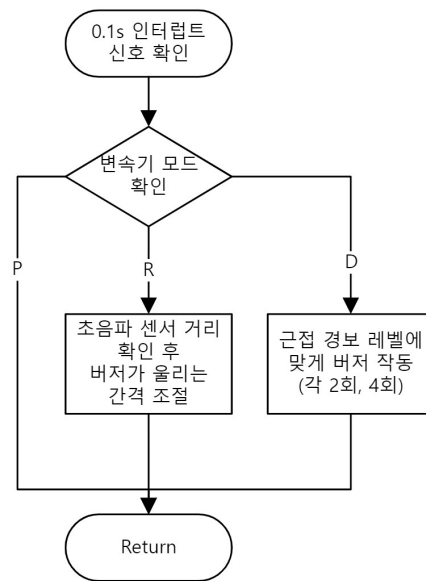 0.1s 인터럽트
신호 확인
변속기 모드
확인
P
R
D
초음파 센서 거리
확인 후
버저가 울리는
간격 조절
근접 경보 레벨에
맞게 버저 작동
(각 2회, 4회)
Return